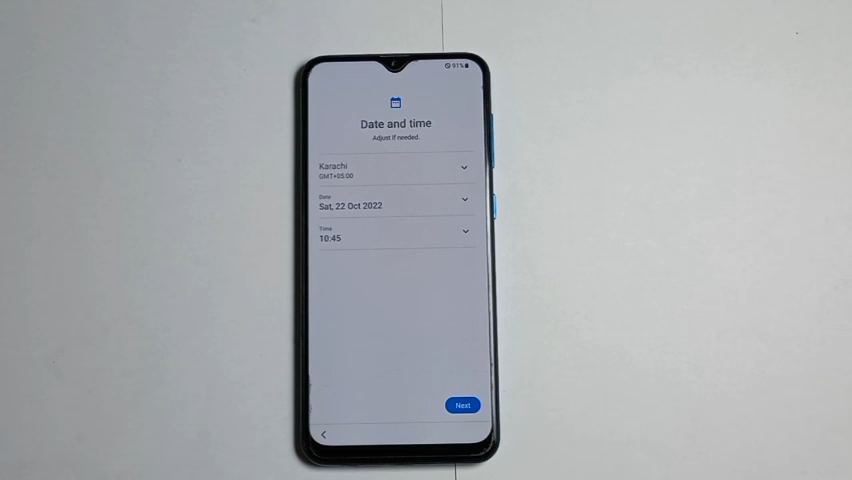 91%
Date and time
Adjust if needed.
Karachi
GMT+05:00
Date
Sat, 22 Oct 2022
Time
10:45
Next